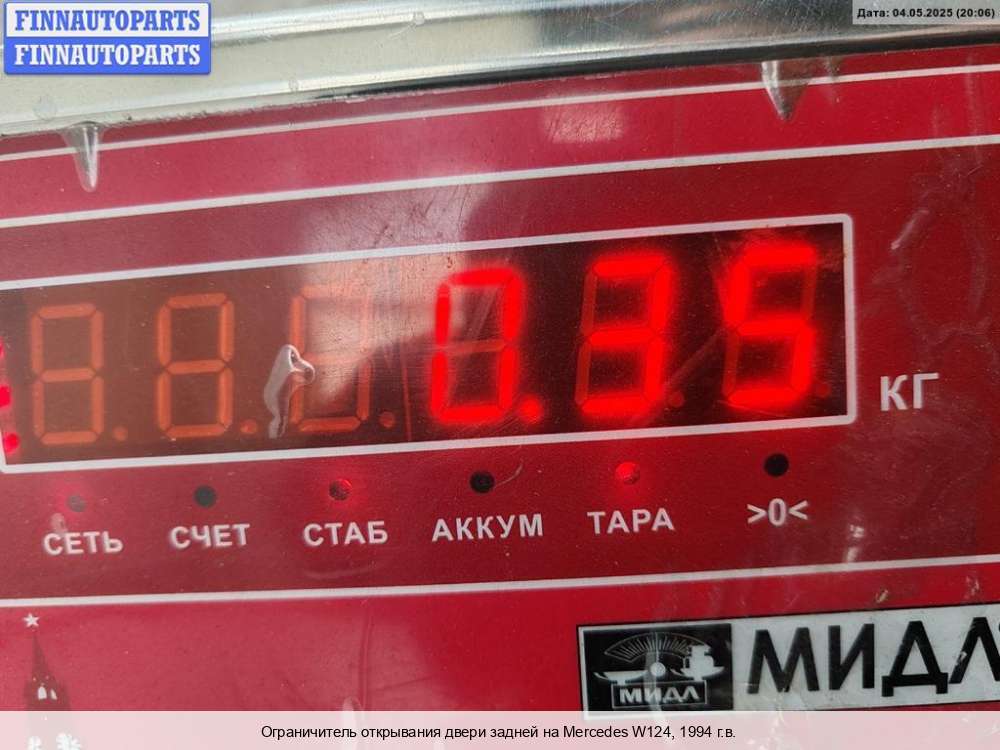 FINNAUTOPARTS
FINNAUTOPARTS
Дата: 04.05.2025 (20:06)
0.35
КГ
СЕТЬ СЧЕТ СТАБ АККУМ ТАРА >0<
МИДЛ МИДЛ
Ограничитель открывания двери задней на Mercedes W124, 1994 г.в.